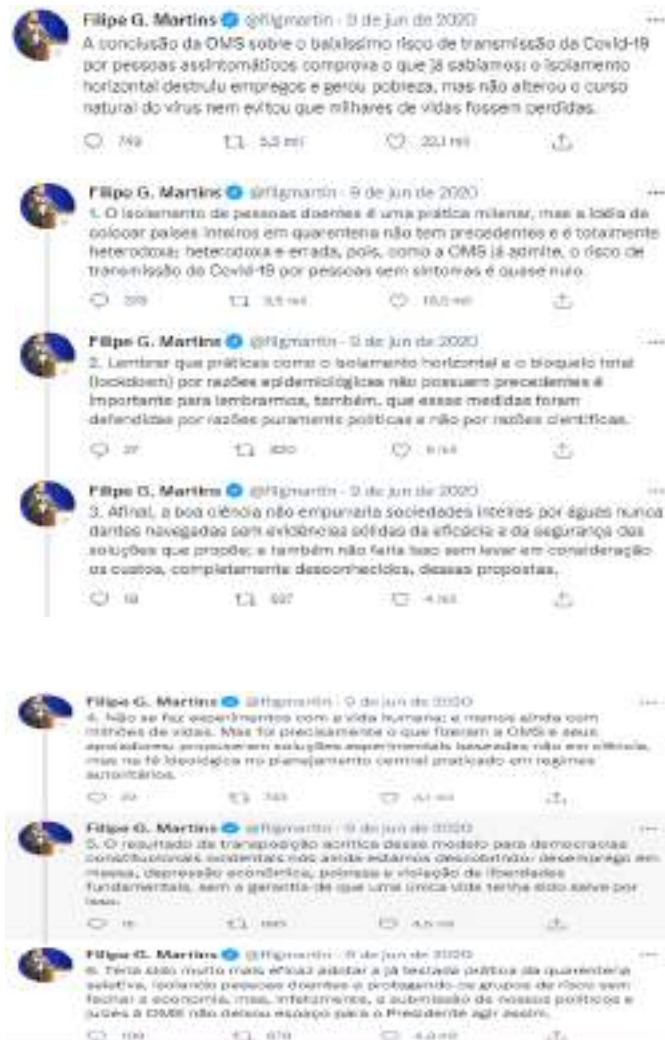 Filipe G. Martins @filgmartin · 9 de jun de 2020
A conclusão da OMS sobre o baixíssimo risco de transmissão da Covid-19
por pessoas assintomáticos comprova o que já sabíamos: o isolamento
horizontal destruiu empregos e gerou pobreza, mas não alterou o curso
natural do vírus nem evitou que milhares de vidas fossem perdidas.
749 5,5 mil 22,1 mil
Filipe G. Martins @filgmartin · 9 de jun de 2020
1. O isolamento de pessoas doentes é uma prática milenar, mas a idéia de
colocar países inteiros em quarentena não tem precedentes e é totalmente
heterodoxa; heterodoxa e errada, pois, como a OMS já admite, o risco de
transmissão da Covid-19 por pessoas sem sintomas é quase nulo.
3,5 mil
Filipe G. Martins @filgmartin · 9 de jun de 2020
2. Lembrar que práticas como o isolamento horizontal e o bloqueio total
(lockdown) por razões epidemiológicas não possuem precedentes é
importante para lembrarmos, também, que essas medidas foram
defendidas por razões puramente políticas e não por razões científicas.
Filipe G. Martins @filgmartin · 9 de jun de 2020
3. Afinal, a boa ciência não empurraria sociedades inteiras por águas nunca
dantes navegadas sem evidências sólidas da eficácia e da segurança das
soluções que propõe; e também não faria isso sem levar em consideração
os custos, completamente desconhecidos, dessas propostas.
4 mil
Filipe G. Martins @filgmartin · 9 de jun de 2020
4. Não se faz experimentos com a vida humana; e menos ainda com
milhões de vidas. Mas foi precisamente o que fizeram a OMS e seus
apoiadores: propuseram soluções experimentais baseadas não em ciência,
mas na fé ideológica no planejamento central praticado em regimes
autoritários.
Filipe G. Martins @filgmartin · 9 de jun de 2020
5. O resultado da transposição acrítica desse modelo para democracias
constitucionais ocidentais nós ainda estamos descobrindo: desemprego em
massa, depressão econômica, pobreza e violação de liberdades
fundamentais, sem a garantia de que uma única vida tenha sido salva por
isso.
Filipe G. Martins @filgmartin · 9 de jun de 2020
6. Teria sido muito mais eficaz adotar a já testada prática da quarentena
seletiva, isolando pessoas doentes e protegendo os grupos de risco sem
fechar a economia, mas, infelizmente, a submissão de nossos políticos e
juízes à OMS não deixou espaço para o Presidente agir assim.